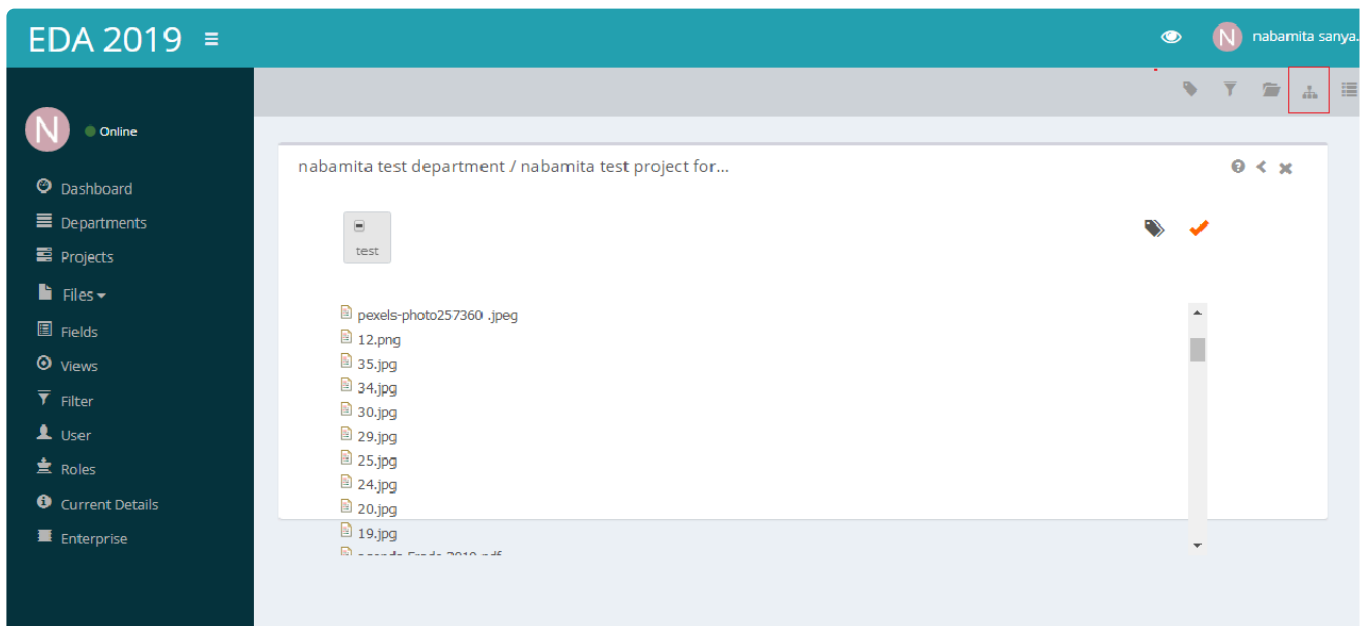 EDA 2019
nabamita sanya.
N
N
Online
Dashboard
Departments
Projects
Files
Fields
Views
Filter
User
Roles
Current Details
Enterprise
nabamita test department / nabamita test project for...
test
pexels-photo257360 .jpeg
12.png
35.jpg
34.jpg
30.jpg
29.jpg
25.jpg
24.jpg
20.jpg
19.jpg
2019.pdf